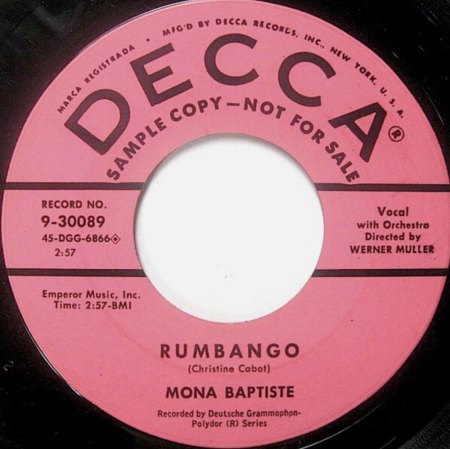 MARCA REGISTRADA • MFG'D BY DECCA RECORDS, INC., NEW YORK, U. S. A.
DECCA®
SAMPLE COPY—NOT FOR SALE
RECORD NO.
9-30089
45-DGG-6866
2:57
Vocal
with Orchestra
Directed by
WERNER MULLER
Emperor Music, Inc.
Time: 2:57-BMI
RUMBANGO
(Christine Cabot)
MONA BAPTISTE
Recorded by Deutsche Grammophon-
Polydor (R) Series